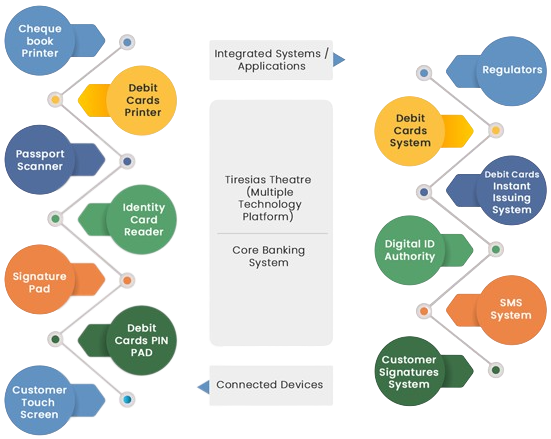 Cheque
book
Printer
Debit
Cards
Printer
Passport
Scanner
Identity
Card
Reader
Signature
Pad
Debit
Cards PIN
PAD
Customer
Touch
Screen
Integrated Systems /
Applications
Tiresias Theatre
(Multiple
Technology
Platform)
Core Banking
System
Connected Devices
Regulators
Debit
Cards
System
Debit Cards
Instant
Issuing
System
Digital ID
Authority
SMS
System
Customer
Signatures
System